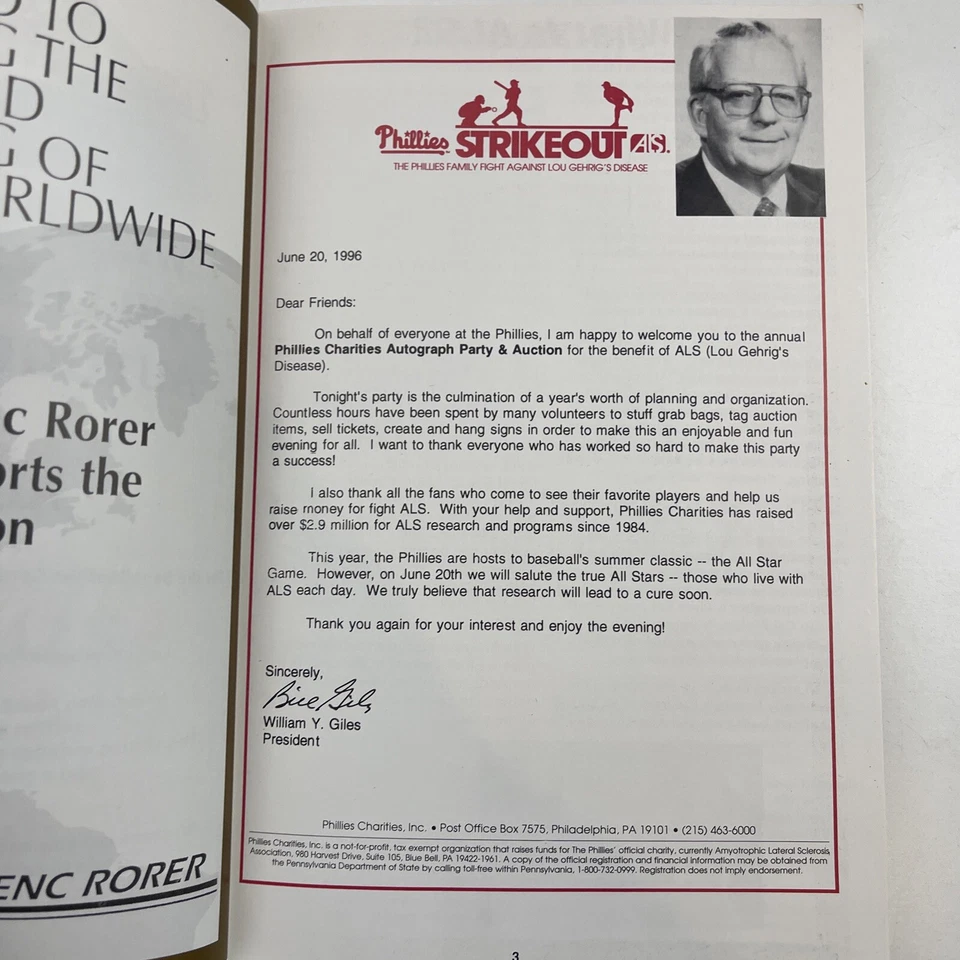 TO
THE
OF
WORLDWIDE
c Rorer
orts the
on
ENC RORER
Phillies STRIKEOUT ALS.
THE PHILLIES FAMILY FIGHT AGAINST LOU GEHRIG'S DISEASE
June 20, 1996
Dear Friends:
On behalf of everyone at the Phillies, I am happy to welcome you to the annual
Phillies Charities Autograph Party & Auction for the benefit of ALS (Lou Gehrig's
Disease).
Tonight's party is the culmination of a year's worth of planning and organization.
Countless hours have been spent by many volunteers to stuff grab bags, tag auction
items, sell tickets, create and hang signs in order to make this an enjoyable and fun
evening for all. I want to thank everyone who has worked so hard to make this party
a success!
I also thank all the fans who come to see their favorite players and help us
raise money for fight ALS. With your help and support, Phillies Charities has raised
over $2.9 million for ALS research and programs since 1984.
This year, the Phillies are hosts to baseball's summer classic -- the All Star
Game. However, on June 20th we will salute the true All Stars -- those who live with
ALS each day. We truly believe that research will lead to a cure soon.
Thank you again for your interest and enjoy the evening!
Sincerely,
Bill Giles
William Y. Giles
President
Phillies Charities, Inc. • Post Office Box 7575, Philadelphia, PA 19101 • (215) 463-6000
Phillies Charities, Inc. is a not-for-profit, tax exempt organization that raises funds for The Phillies' official charity, currently Amyotrophic Lateral Sclerosis
Association, 980 Harvest Drive, Suite 105, Blue Bell, PA 19422-1961. A copy of the official registration and financial information may be obtained from
the Pennsylvania Department of State by calling toll-free within Pennsylvania, 1-800-732-0999. Registration does not imply endorsement.
3